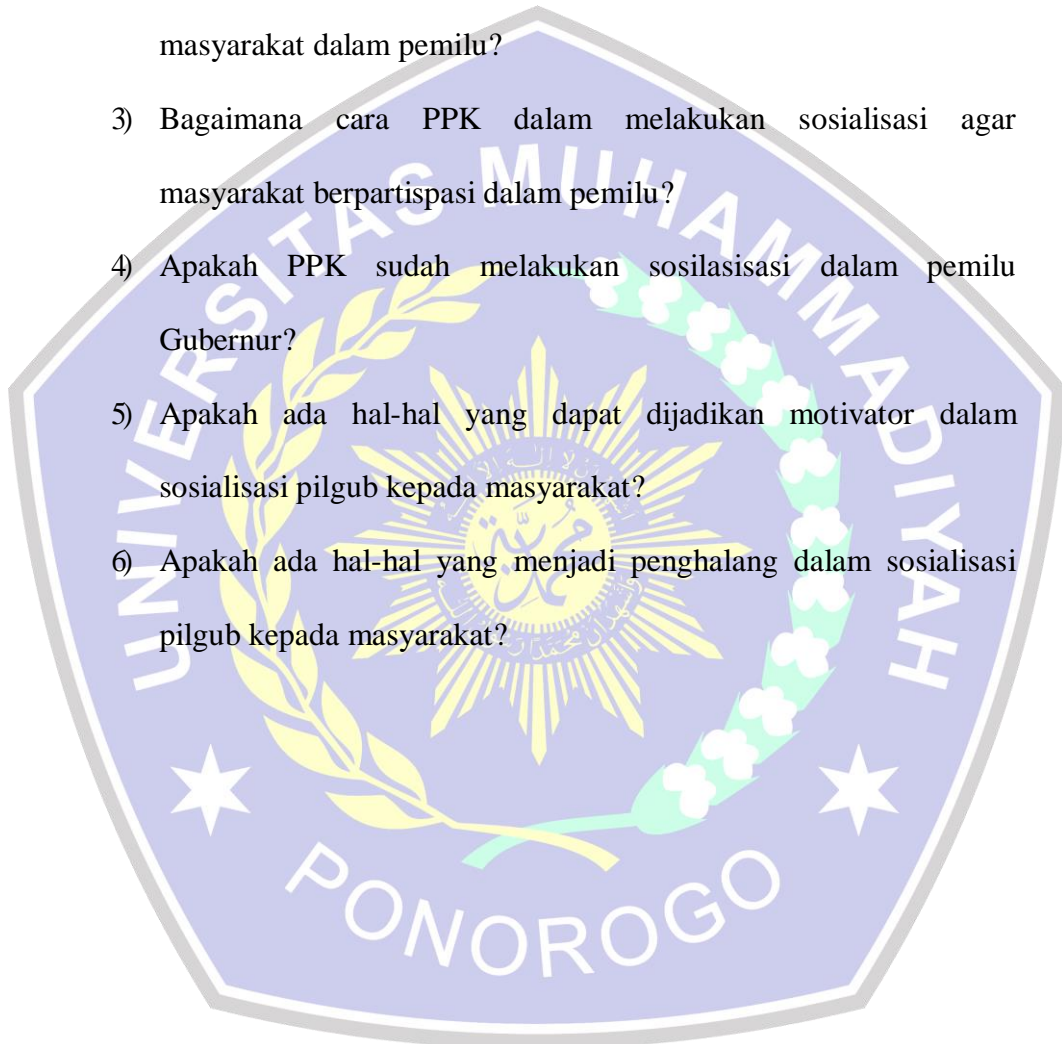 masyarakat dalam pemilu?
3) Bagaimana cara PPK dalam melakukan sosialisasi agar
masyarakat berpartispasi dalam pemilu?
4) Apakah PPK sudah melakukan sosilasisasi dalam pemilu
Gubernur?
5) Apakah ada hal-hal yang dapat dijadikan motivator dalam
sosialisasi pilgub kepada masyarakat?
6) Apakah ada hal-hal yang menjadi penghalang dalam sosialisasi
pilgub kepada masyarakat?
UNIVERSITAS MUHAMMADIYAH
PONOROGO